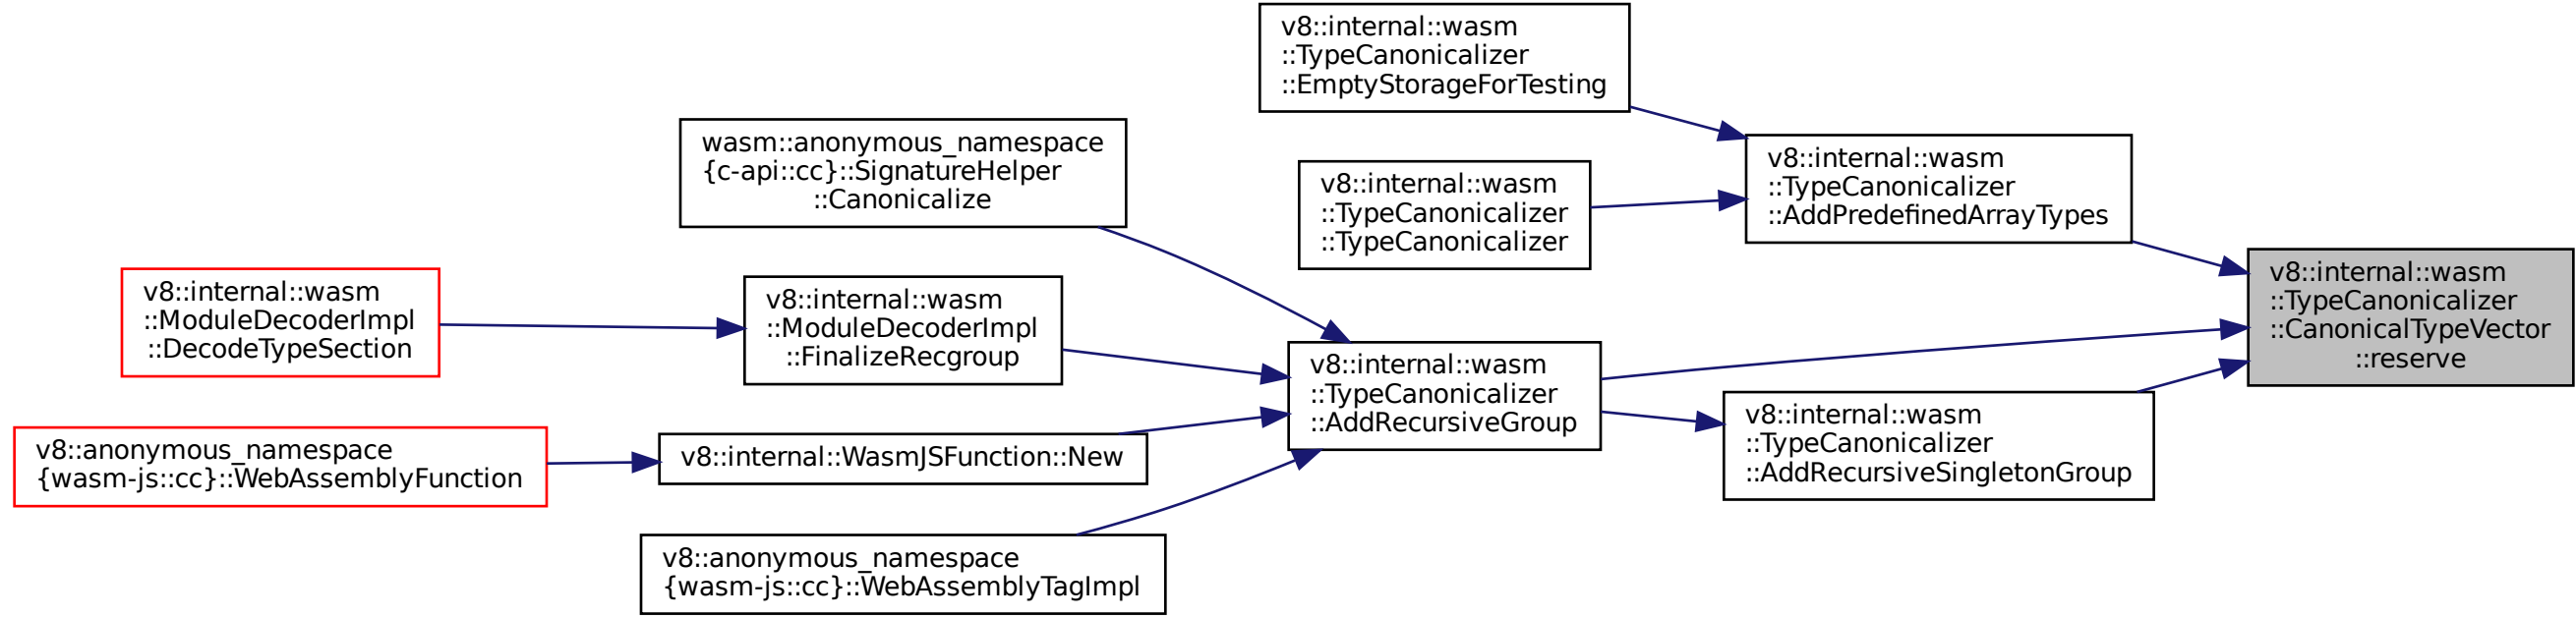 v8::internal::wasm
::TypeCanonicalizer
::EmptyStorageForTesting
wasm::anonymous_namespace
{c-api::cc}::SignatureHelper
::Canonicalize
v8::internal::wasm
::TypeCanonicalizer
::AddPredefinedArrayTypes
v8::internal::wasm
::TypeCanonicalizer
::TypeCanonicalizer
v8::internal::wasm
::TypeCanonicalizer
::CanonicalTypeVector
::reserve
v8::internal::wasm
::ModuleDecoderImpl
::DecodeTypeSection
v8::internal::wasm
::ModuleDecoderImpl
::FinalizeRecgroup
v8::internal::wasm
::TypeCanonicalizer
::AddRecursiveGroup
v8::internal::wasm
::TypeCanonicalizer
::AddRecursiveSingletonGroup
v8::anonymous_namespace
{wasm-js::cc}::WebAssemblyFunction
v8::internal::WasmJSFunction::New
v8::anonymous_namespace
{wasm-js::cc}::WebAssemblyTagImpl